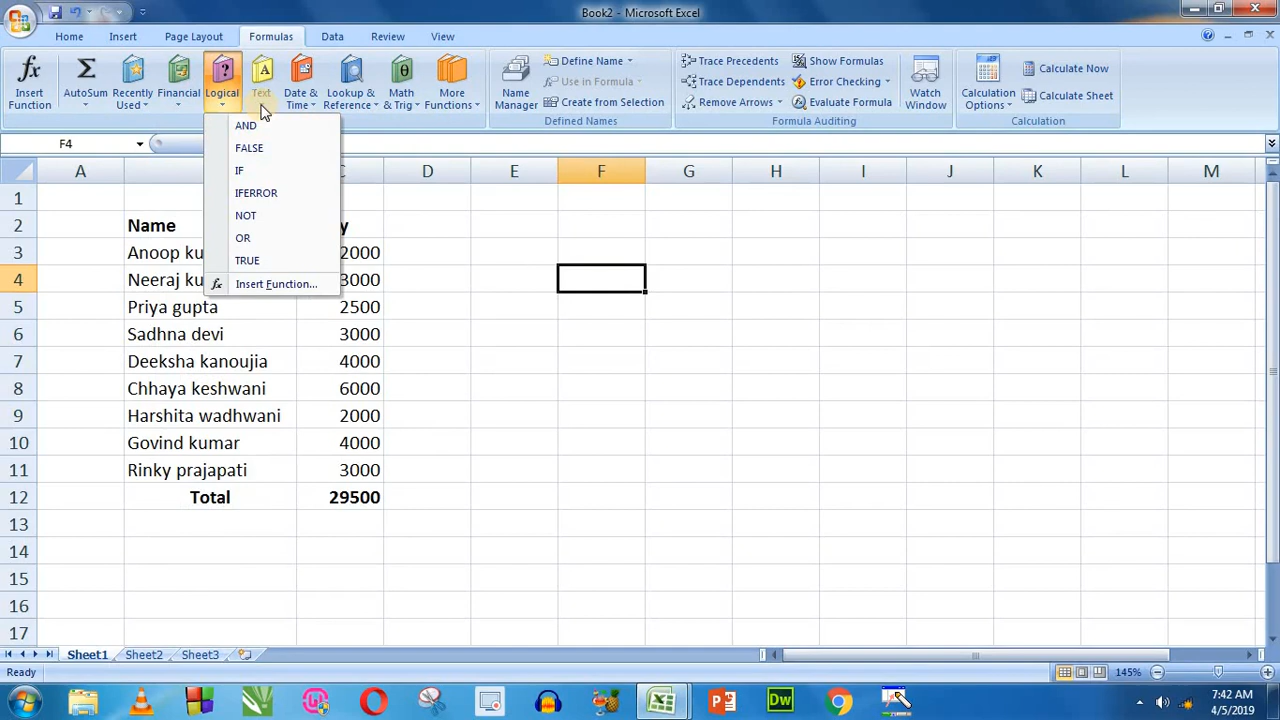 Book2 - Microsoft Excel
Home Insert Page Layout Formulas Data Review View
fx Insert Function
Σ AutoSum
Recently Used
Financial
Logical
Text
Date & Time
Lookup & Reference
Math & Trig
More Functions
Name Manager
Define Name
Use in Formula
Create from Selection
Defined Names
Trace Precedents
Trace Dependents
Remove Arrows
Show Formulas
Error Checking
Evaluate Formula
Formula Auditing
Watch Window
Calculation Options
Calculate Now
Calculate Sheet
Calculation
F4
AND
FALSE
IF
IFERROR
NOT
OR
TRUE
fx Insert Function...
A C D E F G H I J K L M
1
2 Name y
3 Anoop ku 2000
4 Neeraj ku 3000
5 Priya gupta 2500
6 Sadhna devi 3000
7 Deeksha kanoujia 4000
8 Chhaya keshwani 6000
9 Harshita wadhwani 2000
10 Govind kumar 4000
11 Rinky prajapati 3000
12 Total 29500
13
14
15
16
17
Sheet1 Sheet2 Sheet3
Ready 145%
Dw
7:42 AM
4/5/2019